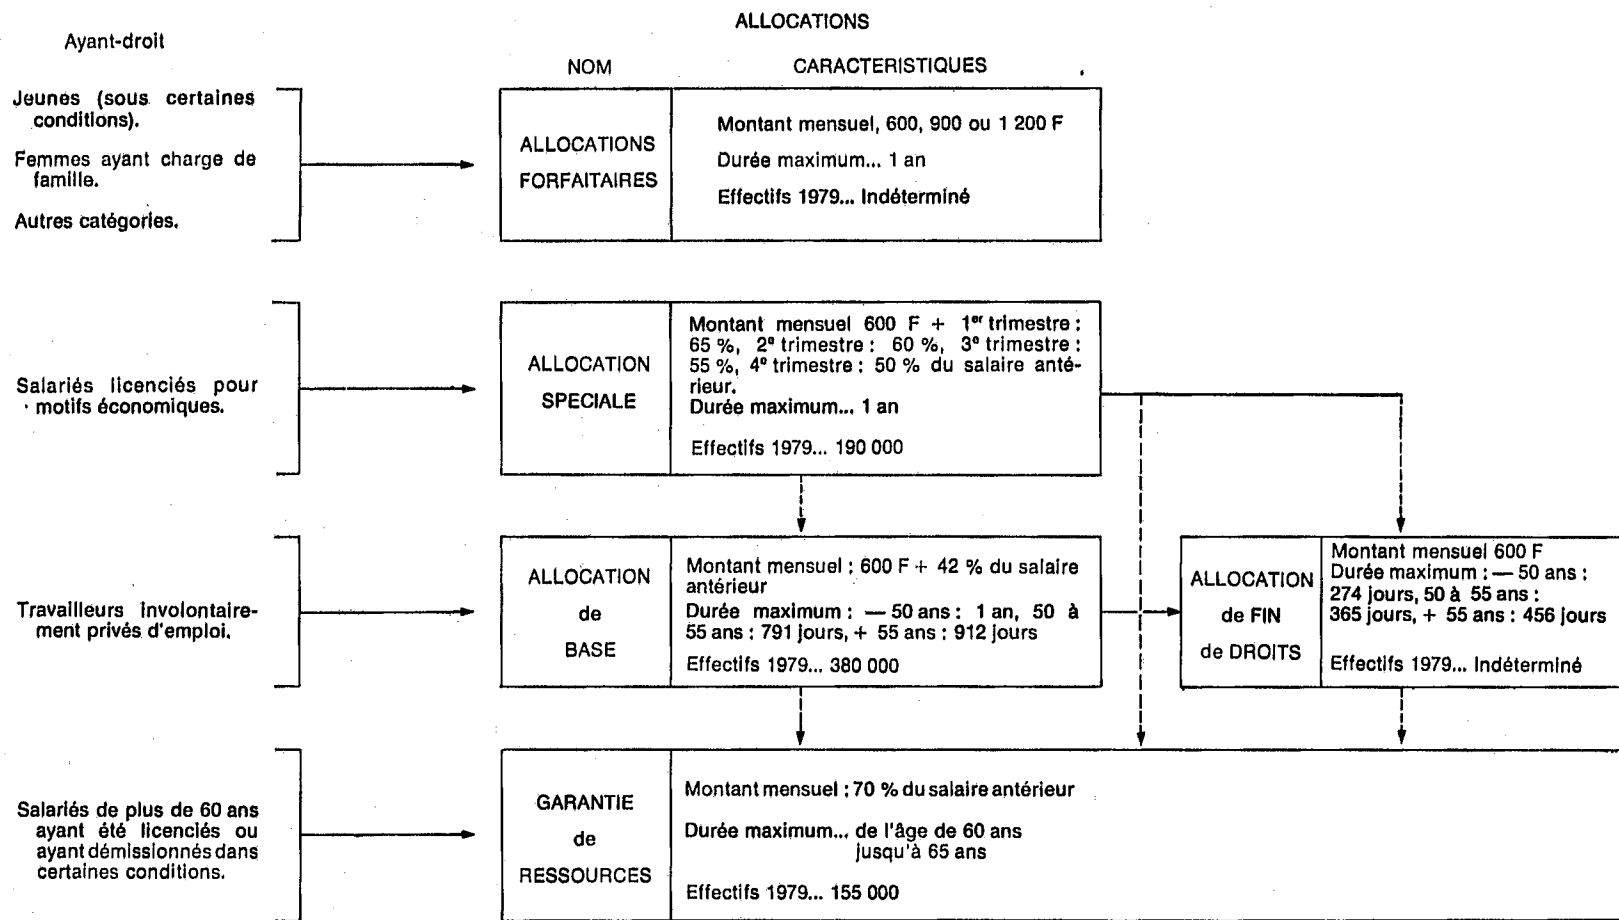 ALLOCATIONS
Ayant-droit
NOM
CARACTERISTIQUES
Jeunes (sous certaines
conditions).
Femmes ayant charge de
famille.
Autres catégories.
ALLOCATIONS
FORFAITAIRES
Montant mensuel, 600, 900 ou 1 200 F
Durée maximum... 1 an
Effectifs 1979... Indéterminé
Salariés licenciés pour
motifs économiques.
ALLOCATION
SPECIALE
Montant mensuel 600 F + 1er trimestre :
65 %, 2e trimestre : 60 %, 3e trimestre :
55 %, 4e trimestre : 50 % du salaire anté-
rieur.
Durée maximum... 1 an
Effectifs 1979... 190 000
Travailleurs involontaire-
ment privés d'emploi.
ALLOCATION
de
BASE
Montant mensuel : 600 F + 42 % du salaire
antérieur
Durée maximum : — 50 ans : 1 an, 50 à
55 ans : 791 jours, + 55 ans : 912 jours
Effectifs 1979... 380 000
ALLOCATION
de FIN
de DROITS
Montant mensuel 600 F
Durée maximum : — 50 ans :
274 jours, 50 à 55 ans :
365 jours, + 55 ans : 456 jours
Effectifs 1979... Indéterminé
Salariés de plus de 60 ans
ayant été licenciés ou
ayant démissionnés dans
certaines conditions.
GARANTIE
de
RESSOURCES
Montant mensuel : 70 % du salaire antérieur
Durée maximum... de l'âge de 60 ans
jusqu'à 65 ans
Effectifs 1979... 155 000